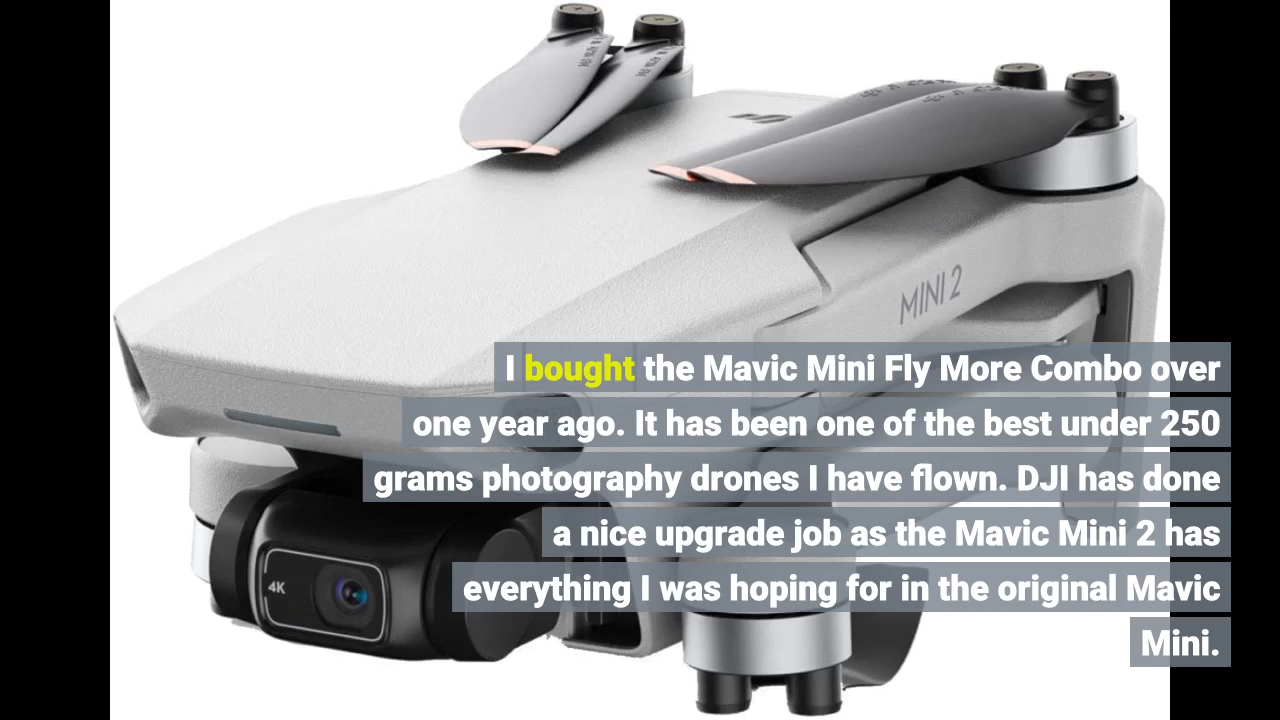 MINI 2
I bought the Mavic Mini Fly More Combo over
one year ago. It has been one of the best under 250
grams photography drones I have flown. DJI has done
a nice upgrade job as the Mavic Mini 2 has
4K
everything I was hoping for in the original Mavic
Mini.